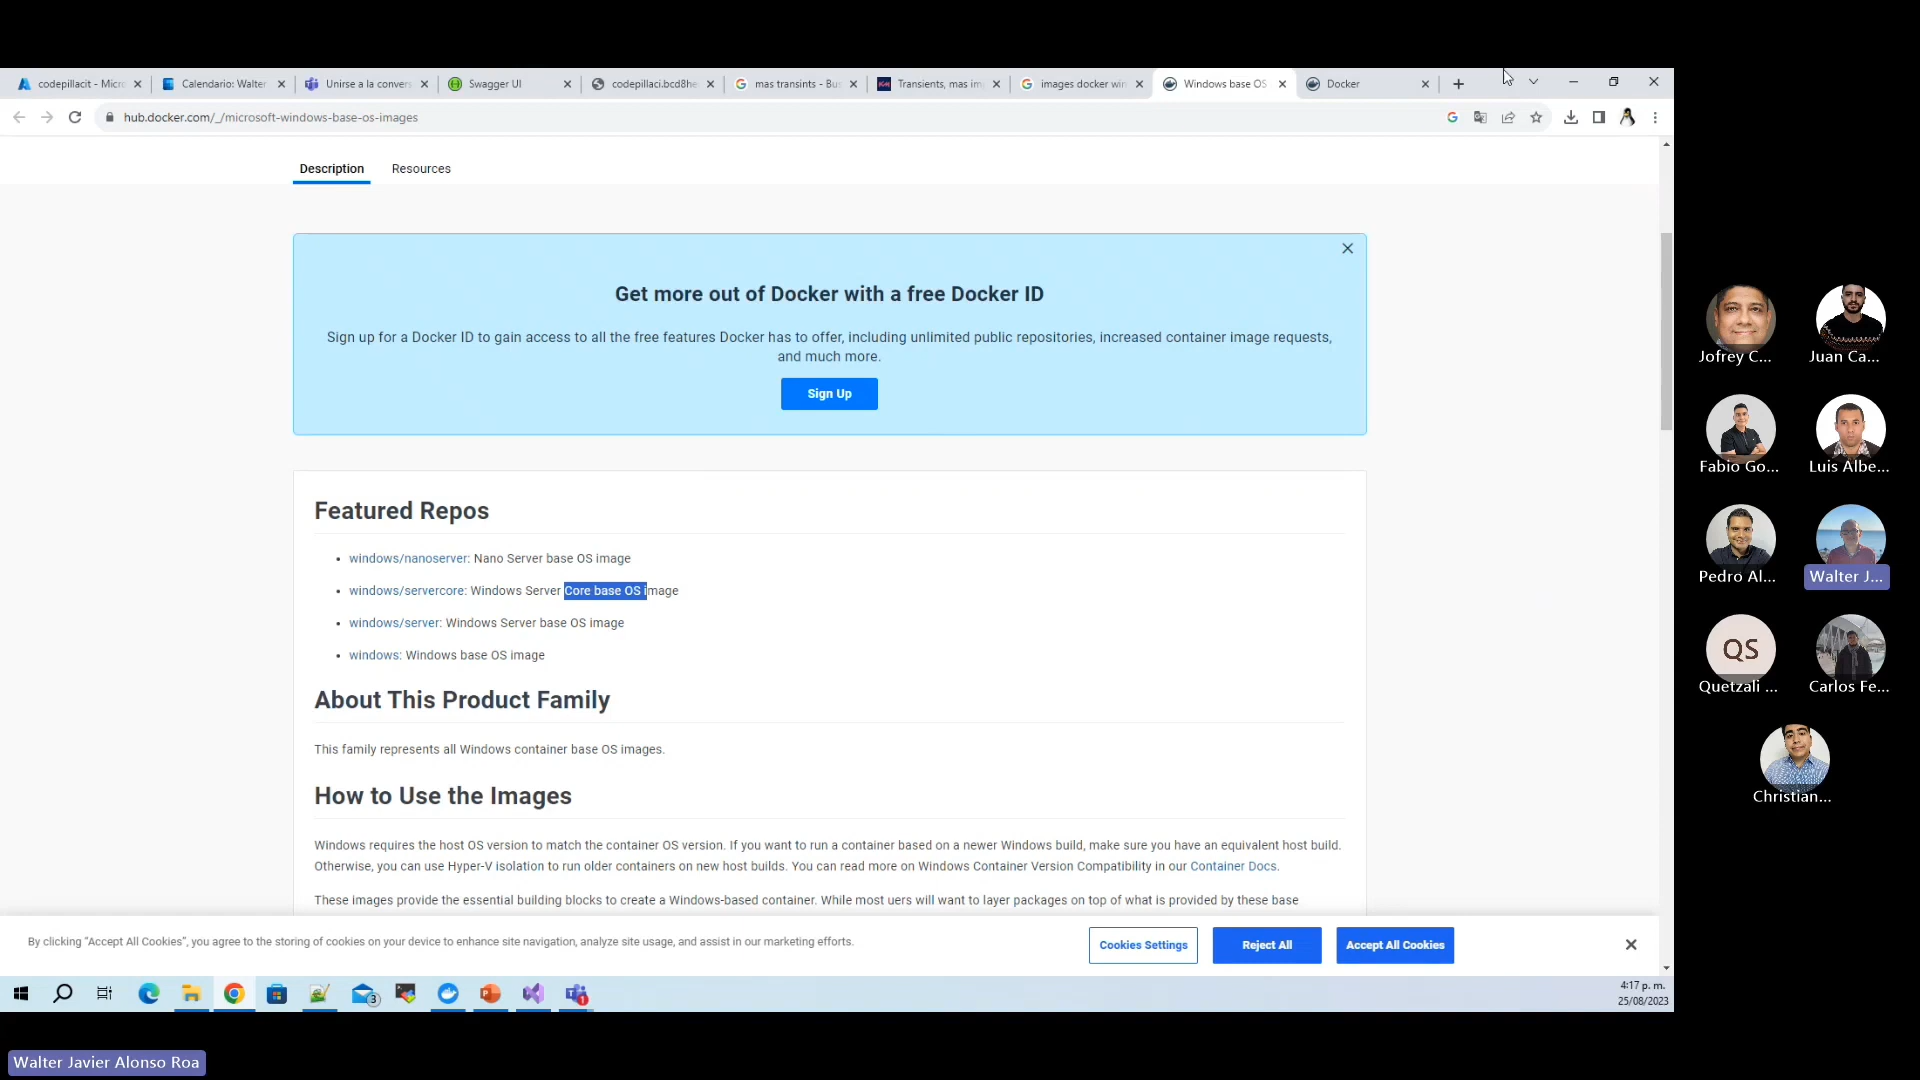 codepillacit - Micr
Calendario: Walter
Unirse a la convers
Swagger UI
codepillaci.bcd8he
mas transints - Bus
Transients, mas im
images docker win
Windows base OS
Docker
hub.docker.com/_/microsoft-windows-base-os-images
Description
Resources
Get more out of Docker with a free Docker ID
Sign up for a Docker ID to gain access to all the free features Docker has to offer, including unlimited public repositories, increased container image requests,
and much more.
Sign Up
Featured Repos
• windows/nanoserver: Nano Server base OS image
• windows/servercore: Windows Server Core base OS image
• windows/server: Windows Server base OS image
• windows: Windows base OS image
About This Product Family
This family represents all Windows container base OS images.
How to Use the Images
Windows requires the host OS version to match the container OS version. If you want to run a container based on a newer Windows build, make sure you have an equivalent host build.
Otherwise, you can use Hyper-V isolation to run older containers on new host builds. You can read more on Windows Container Version Compatibility in our Container Docs.
These images provide the essential building blocks to create a Windows-based container. While most uers will want to layer packages on top of what is provided by these base
By clicking “Accept All Cookies”, you agree to the storing of cookies on your device to enhance site navigation, analyze site usage, and assist in our marketing efforts.
Cookies Settings
Reject All
Accept All Cookies
3
1
4:17 p. m.
25/08/2023
Jofrey C...
Juan Ca...
Fabio Go...
Luis Albe...
Pedro Al...
Walter J...
QS
Quetzali ...
Carlos Fe...
Christian...
Walter Javier Alonso Roa